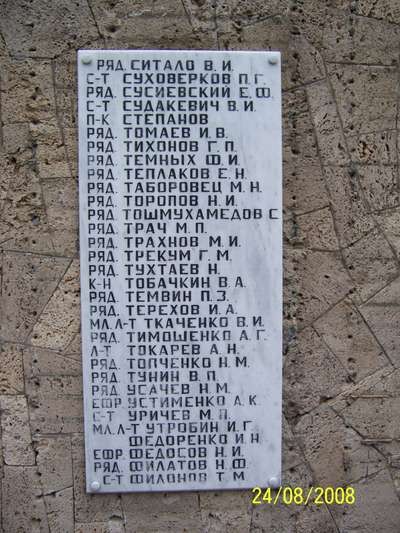 РЯД. СИТАЛО В. И.
С-Т СУХОВЕРКОВ П. Г.
РЯД. СУСИЕВСКИЙ Е. Ф.
С-Т СУДАКЕВИЧ В. И.
П-К СТЕПАНОВ
РЯД. ТОМАЕВ И. В.
РЯД. ТИХОНОВ Г. П.
РЯД. ТЕМНЫХ Ф. И.
РЯД. ТЕПЛАКОВ Е. Н.
РЯД. ТАБОРОВЕЦ М. Н.
РЯД. ТОРОПОВ Н. И.
РЯД. ТОШМУХАМЕДОВ С
РЯД. ТРАЧ М. П.
РЯД. ТРАХНОВ М. И.
РЯД. ТРЕКУМ Г. М.
РЯД. ТУХТАЕВ Н.
К-Н ТОБАЧКИН В. А.
РЯД. ТЕМВИН П. З.
РЯД. ТЕРЕХОВ И. А.
МЛ. Л-Т ТКАЧЕНКО В. И.
РЯД. ТИМОШЕНКО А. Г.
Л-Т ТОКАРЕВ А. Н.
РЯД. ТОПЧЕНКО Н. М.
РЯД. ТУНИН В. П.
РЯД. УСАЧЕВ Н. М.
ЕФР. УСТИМЕНКО А. К.
С-Т УРИЧЕВ М. П.
МЛ. Л-Т УТРОБИН И. Г.
ФЕДОРЕНКО И. Н.
ЕФР. ФЕДОСОВ Н. И.
РЯД. ФИЛАТОВ Н. Ф.
С-Т ФИЛОНОВ Т. М.
24/08/2008